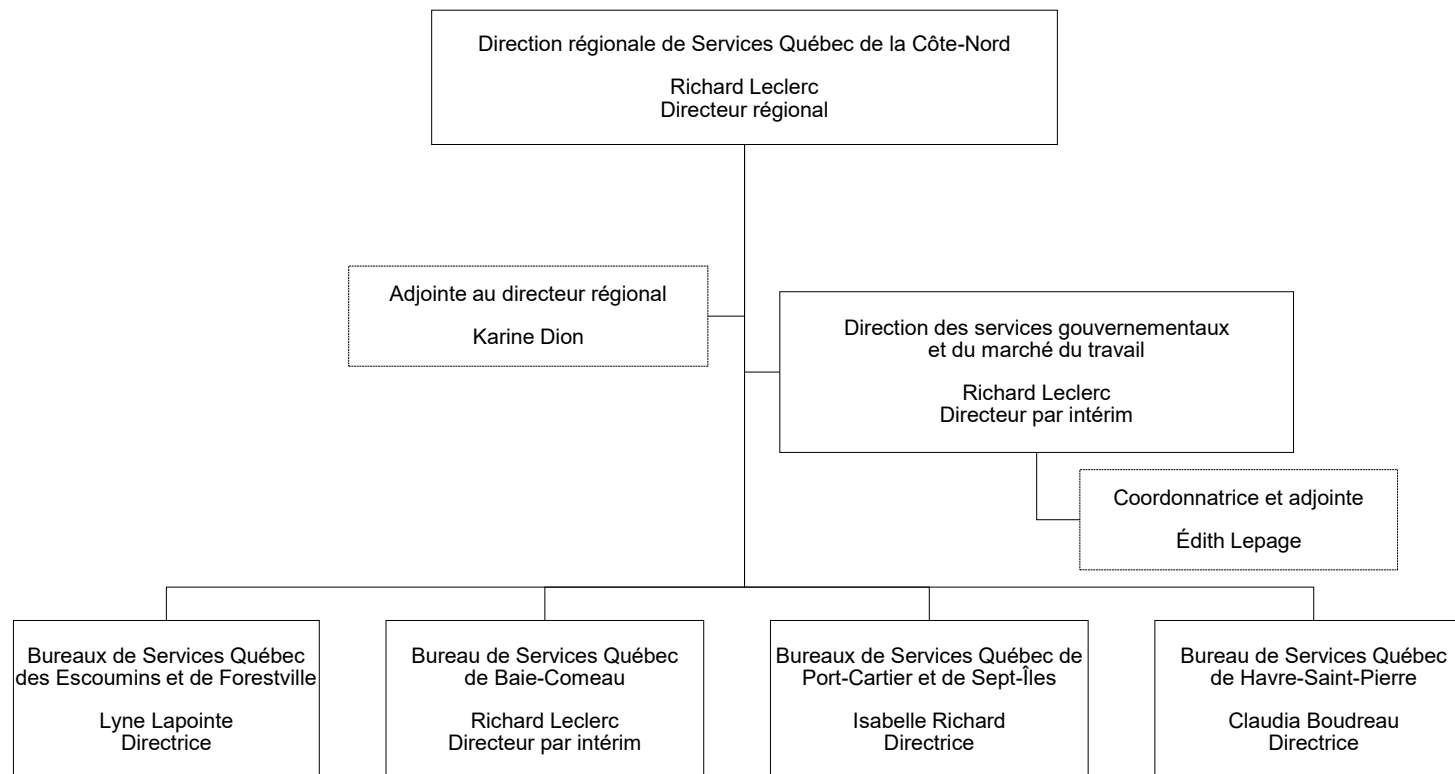 Direction régionale de Services Québec de la Côte-Nord
Richard Leclerc
Directeur régional
Adjointe au directeur régional
Karine Dion
Direction des services gouvernementaux
et du marché du travail
Richard Leclerc
Directeur par intérim
Coordonnatrice et adjointe
Édith Lepage
Bureaux de Services Québec
des Escoumins et de Forestville
Lyne Lapointe
Directrice
Bureau de Services Québec
de Baie-Comeau
Richard Leclerc
Directeur par intérim
Bureaux de Services Québec de
Port-Cartier et de Sept-Îles
Isabelle Richard
Directrice
Bureau de Services Québec
de Havre-Saint-Pierre
Claudia Boudreau
Directrice